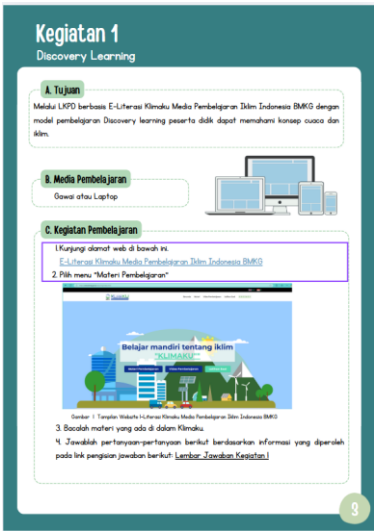 Kegiatan 1
Discovery Learning
A. Tujuan
Melalui LKPD berbasis E-Literasi Klimaku Media Pembelajaran Iklim Indonesia BMKG dengan
model pembelajaran Discovery learning peserta didik dapat memahami konsep cuaca dan
iklim.
B. Media Pembelajaran
Gawai atau Laptop
C. Kegiatan Pembelajaran
1.Kunjungi alamat web di bawah ini.
E-Literasi Klimaku Media Pembelajaran Iklim Indonesia BMKG
2. Pilih menu "Materi Pembelajaran"
Belajar mandiri tentang iklim
"KLIMAKU"
Gambar 1 Tampilan Website E-Literasi Klimaku Media Pembelajaran Iklim Indonesia BMKG
3. Bacalah materi yang ada di dalam Klimaku.
4. Jawablah pertanyaan-pertanyaan berikut berdasarkan informasi yang diperoleh
pada link pengisian jawaban berikut: Lembar Jawaban Kegiatan 1
3